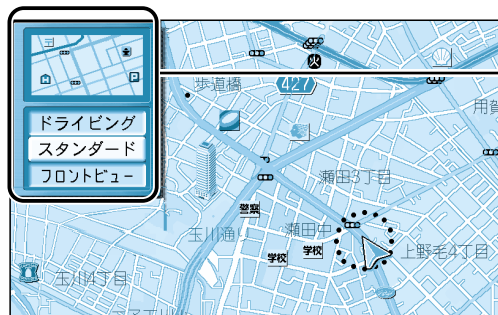 P
ドライビング
スタンダード
フロントビュー
火
427
歩道橋
用賀
瀬田3丁目
警察
玉川通り
瀬田中
学校
学校
上野毛4丁目
玉川4丁目